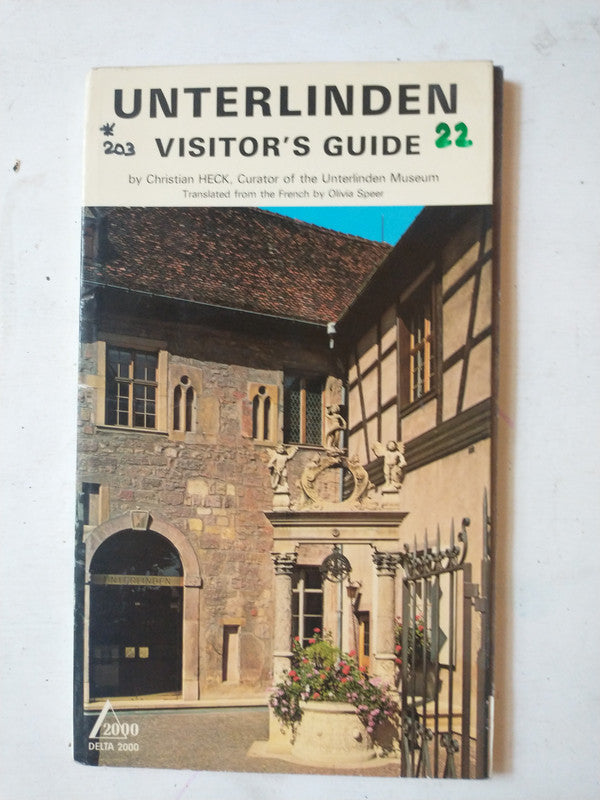 UNTERLINDEN
* 203 VISITOR'S GUIDE 22
by Christian HECK, Curator of the Unterlinden Museum
Translated from the French by Olivia Speer
UNTERLINDEN
2000
DELTA 2000